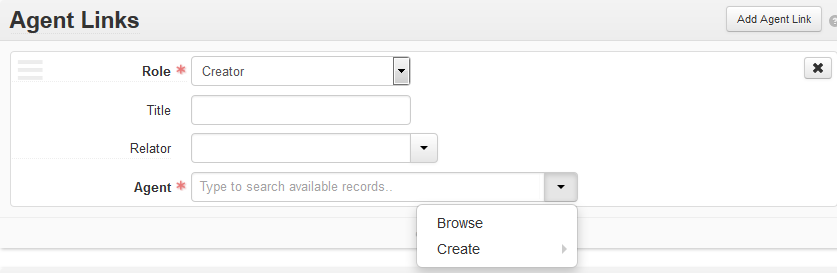 Agent Links
Add Agent Link
Role * Creator
Title
Relator
Agent * Type to search available records..
Browse
Create